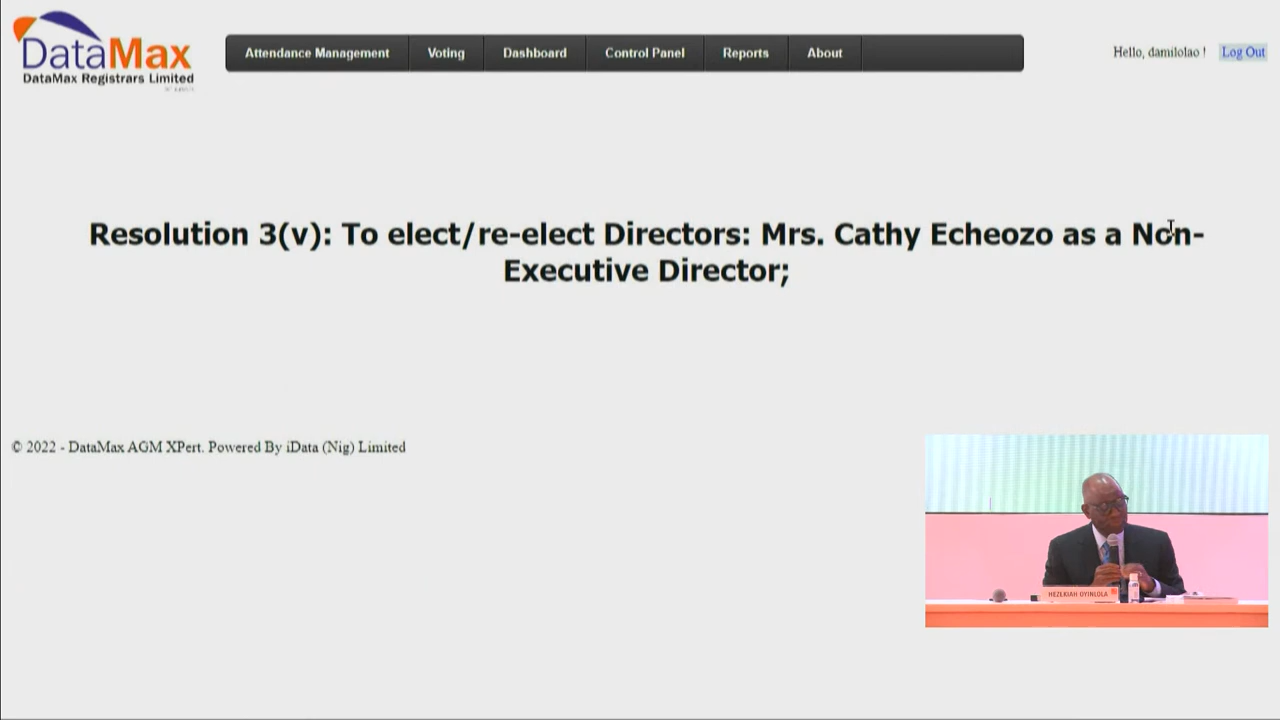 DataMax
DataMax Registrars Limited
Attendance Management Voting Dashboard Control Panel Reports About
Hello, damilolao ! Log Out
Resolution 3(v): To elect/re-elect Directors: Mrs. Cathy Echeozo as a Non-
Executive Director;
© 2022 - DataMax AGM XPert. Powered By iData (Nig) Limited
HEZEKIAH OYINLOLA